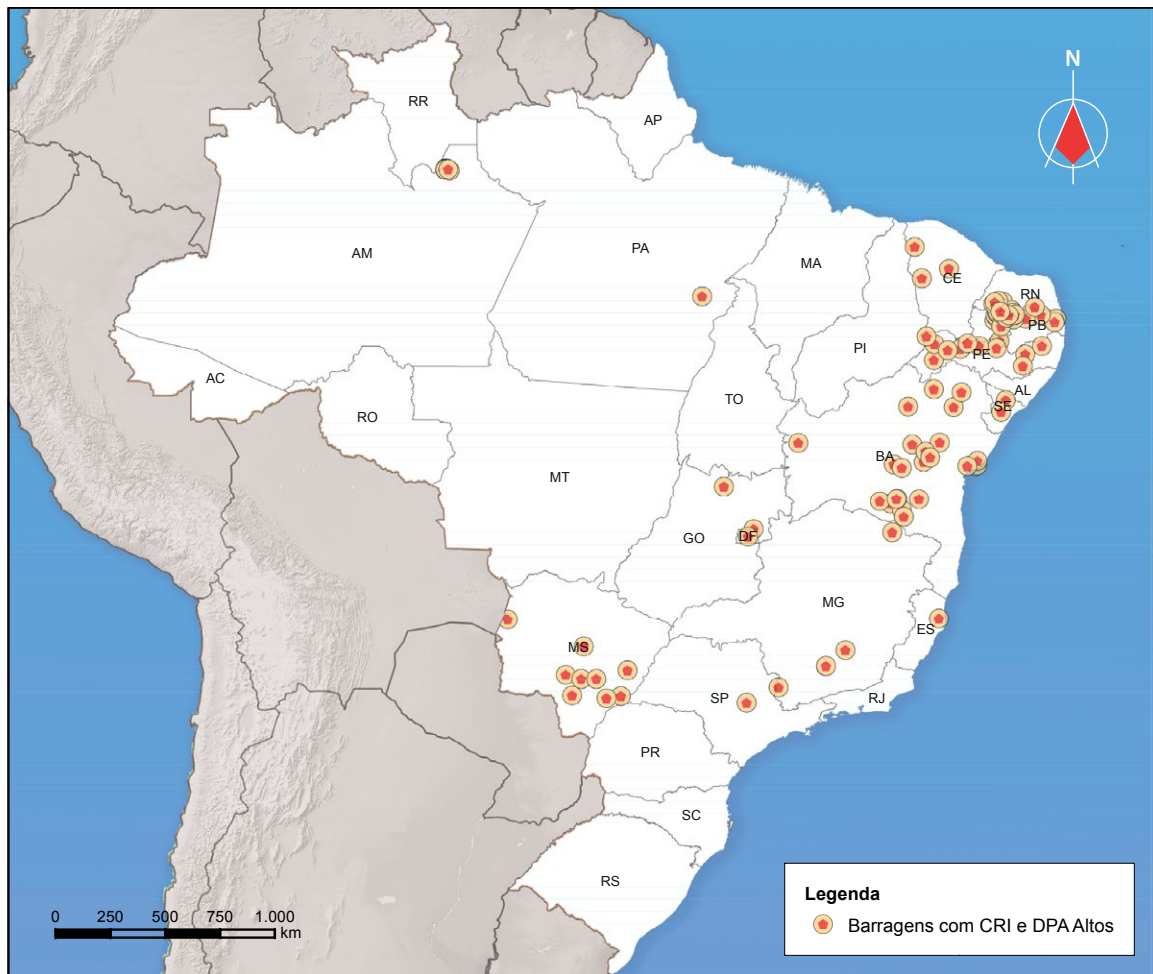 N
RR
AP
AM
PA
MA
CE
RN
PB
PI
PE
AC
TO
AL
SE
RO
BA
MT
GO
DF
MG
ES
MS
SP
RJ
PR
SC
RS
0 250 500 750 1.000
km
Legenda
Barragens com CRI e DPA Altos